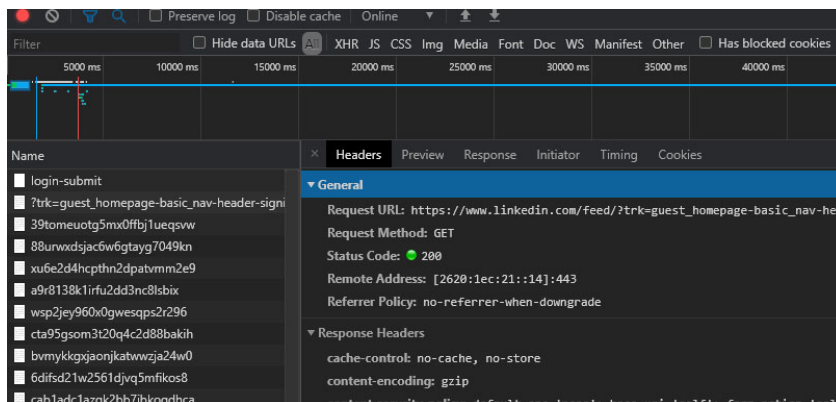 Preserve log Disable cache Online
Filter Hide data URLs All XHR JS CSS Img Media Font Doc WS Manifest Other Has blocked cookies
5000 ms 10000 ms 15000 ms 20000 ms 25000 ms 30000 ms 35000 ms 40000 ms
Name × Headers Preview Response Initiator Timing Cookies
login-submit
?trk=guest_homepage-basic_nav-header-signi
39tomeuotg5mx0ffbj1ueqsvw
88urwxdsjac6w6gtayg7049kn
xu6e2d4hcpthn2dpatvmm2e9
a9r8138k1irfu2dd3nc8lsbix
wsp2jey960x0gwesqps2r296
cta95gsom3t20q4c2d88bakih
bvmykkgxjaonjkatwwzja24w0
6difsd21w2561djvq5mfikos8
General
Request URL: https://www.linkedin.com/feed/?trk=guest_homepage-basic_nav-he
Request Method: GET
Status Code: 200
Remote Address: [2620:1ec:21::14]:443
Referrer Policy: no-referrer-when-downgrade
Response Headers
cache-control: no-cache, no-store
content-encoding: gzip